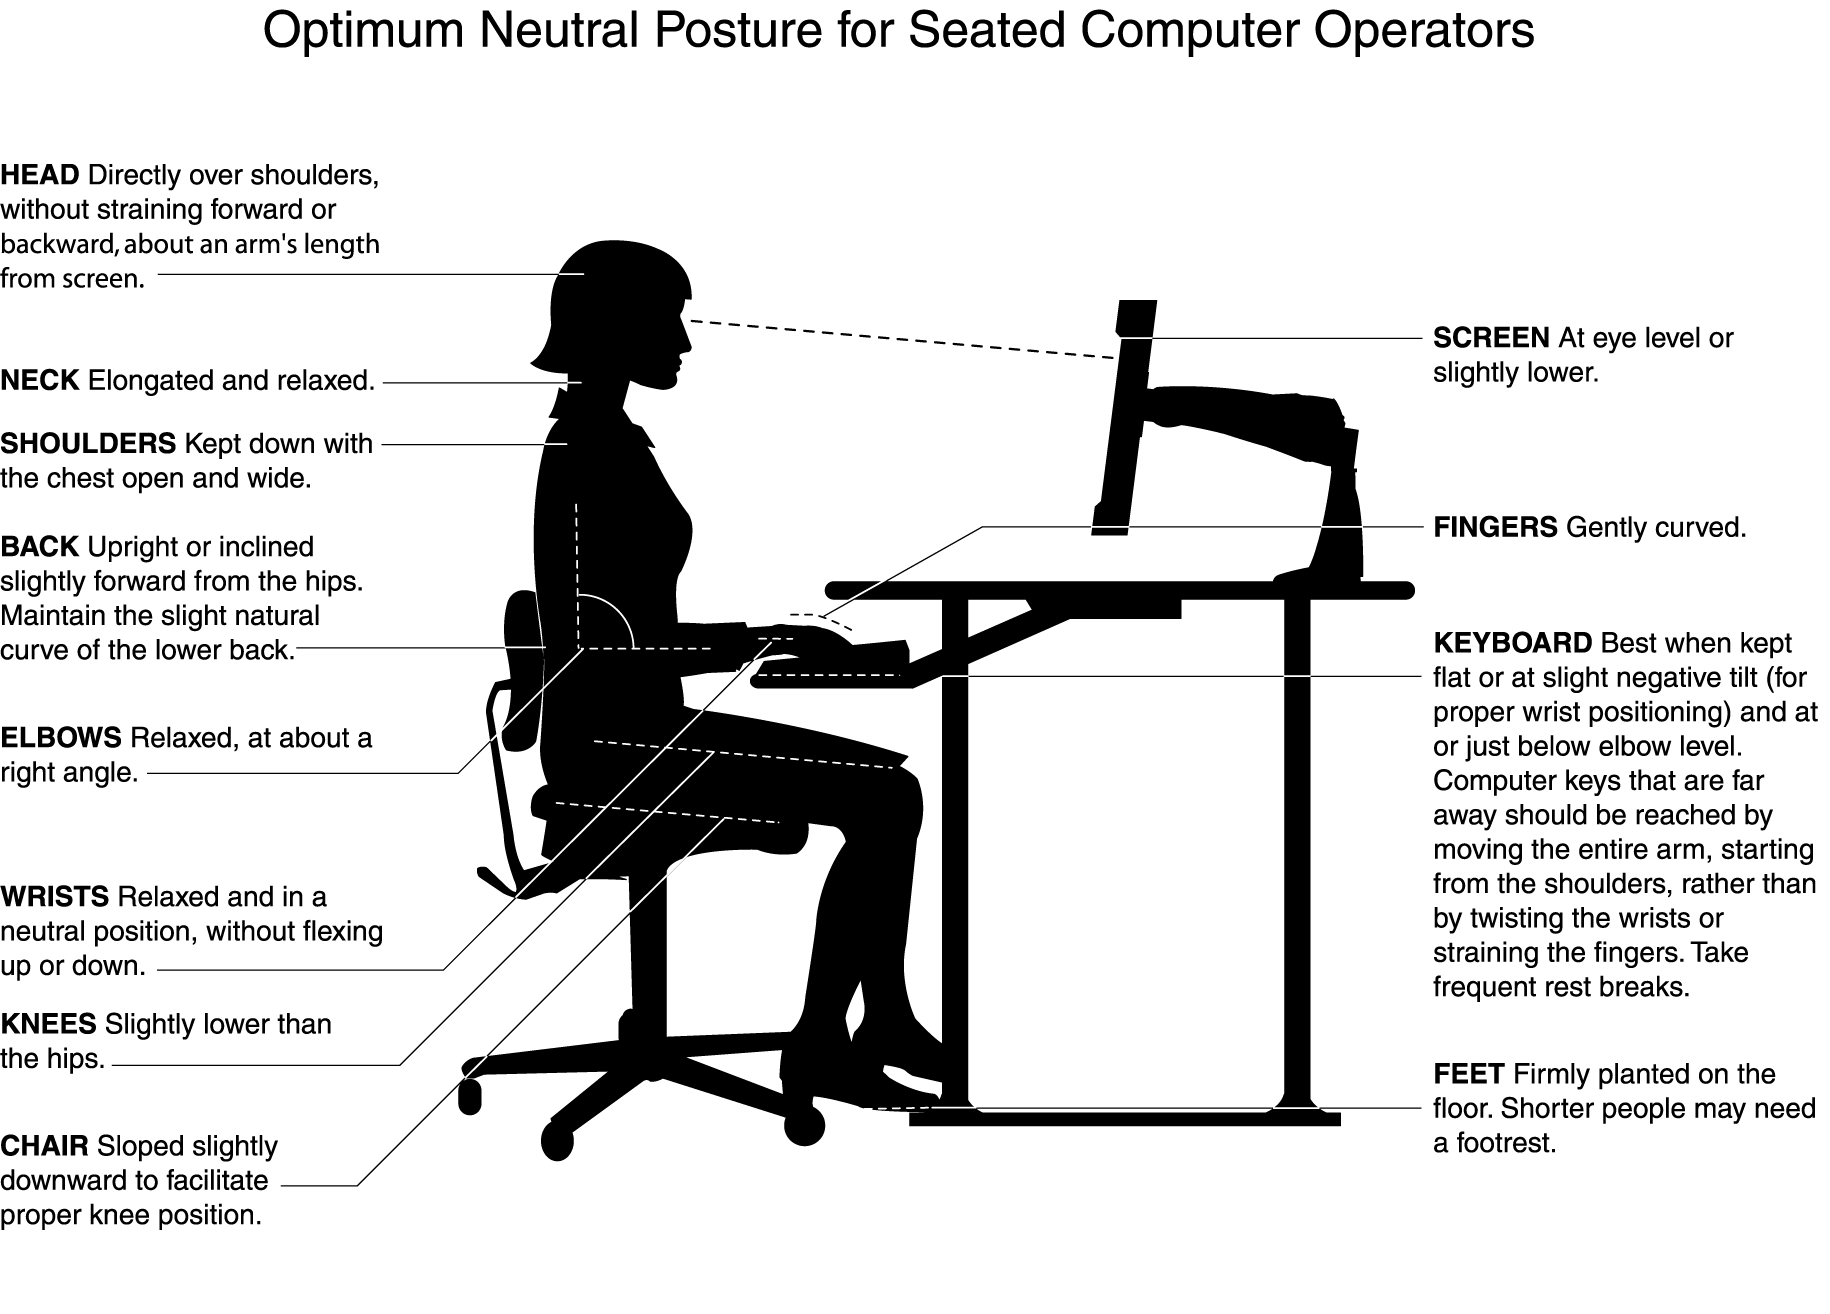 Optimum Neutral Posture for Seated Computer Operators
HEAD Directly over shoulders,
without straining forward or
backward, about an arm's length
from screen.
NECK Elongated and relaxed.
SHOULDERS Kept down with
the chest open and wide.
BACK Upright or inclined
slightly forward from the hips.
Maintain the slight natural
curve of the lower back.
ELBOWS Relaxed, at about a
right angle.
WRISTS Relaxed and in a
neutral position, without flexing
up or down.
KNEES Slightly lower than
the hips.
CHAIR Sloped slightly
downward to facilitate
proper knee position.
SCREEN At eye level or
slightly lower.
FINGERS Gently curved.
KEYBOARD Best when kept
flat or at slight negative tilt (for
proper wrist positioning) and at
or just below elbow level.
Computer keys that are far
away should be reached by
moving the entire arm, starting
from the shoulders, rather than
by twisting the wrists or
straining the fingers. Take
frequent rest breaks.
FEET Firmly planted on the
floor. Shorter people may need
a footrest.